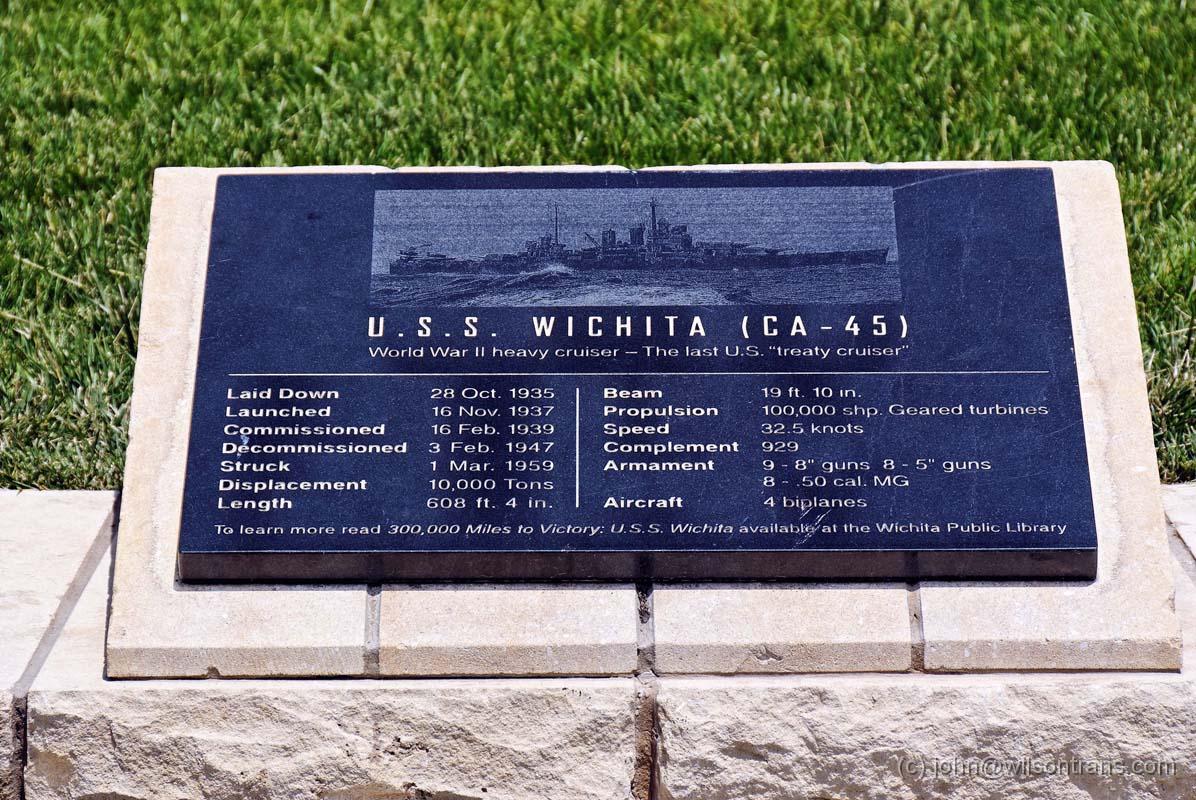 U.S.S. WICHITA (CA-45)
World War II heavy cruiser – The last U.S. "treaty cruiser"
Laid Down 28 Oct. 1935
Launched 16 Nov. 1937
Commissioned 16 Feb. 1939
Decommissioned 3 Feb. 1947
Struck 1 Mar. 1959
Displacement 10,000 Tons
Length 608 ft. 4 in.
Beam 19 ft. 10 in.
Propulsion 100,000 shp. Geared turbines
Speed 32.5 knots
Complement 929
Armament 9 - 8" guns 8 - 5" guns
8 - .50 cal. MG
Aircraft 4 biplanes
To learn more read 300,000 Miles to Victory: U.S.S. Wichita available at the Wichita Public Library
(c) john@wilsontrans.com